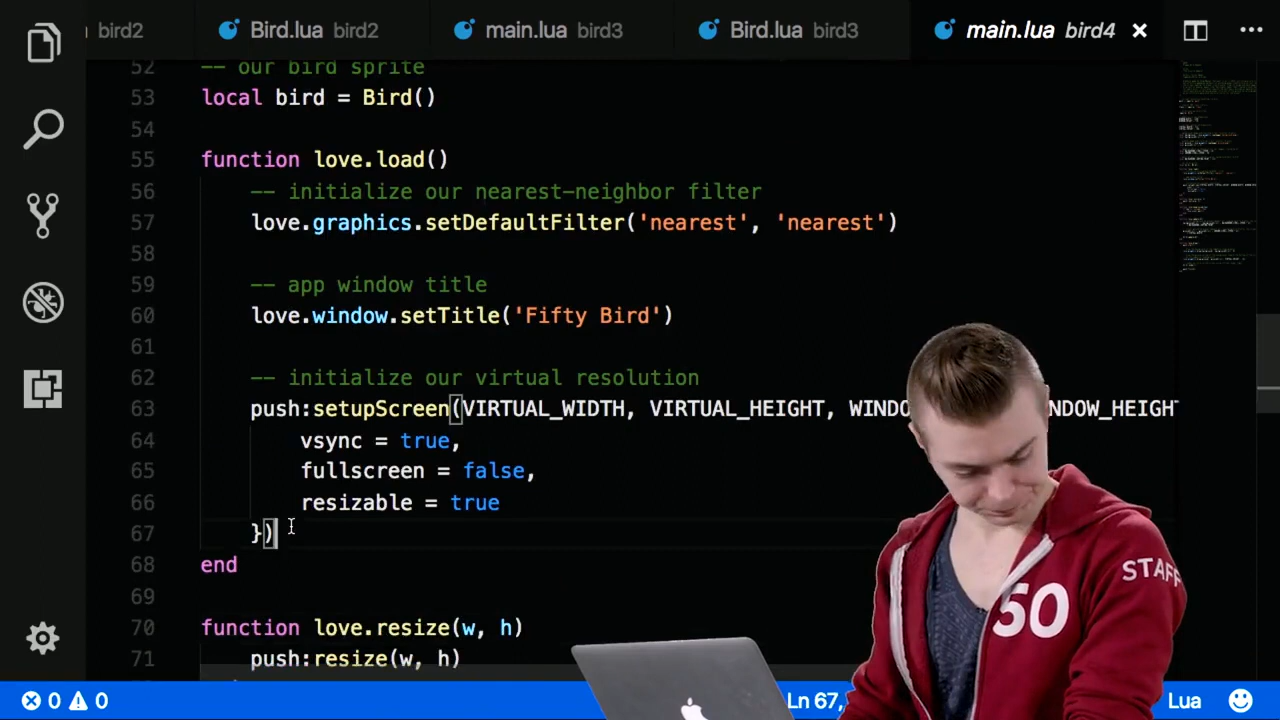 bird2
Bird.lua bird2
main.lua bird3
Bird.lua bird3
main.lua bird4
52 -- our bird sprite
53 local bird = Bird()
54
55 function love.load()
56 -- initialize our nearest-neighbor filter
57 love.graphics.setDefaultFilter('nearest', 'nearest')
58
59 -- app window title
60 love.window.setTitle('Fifty Bird')
61
62 -- initialize our virtual resolution
63 push:setupScreen(VIRTUAL_WIDTH, VIRTUAL_HEIGHT,
64 vsync = true,
65 fullscreen = false,
66 resizable = true
67 })
68 end
69
70 function love.resize(w, h)
71 push:resize(w, h)
0 0
Ln 67,
Lua
STAFF
50